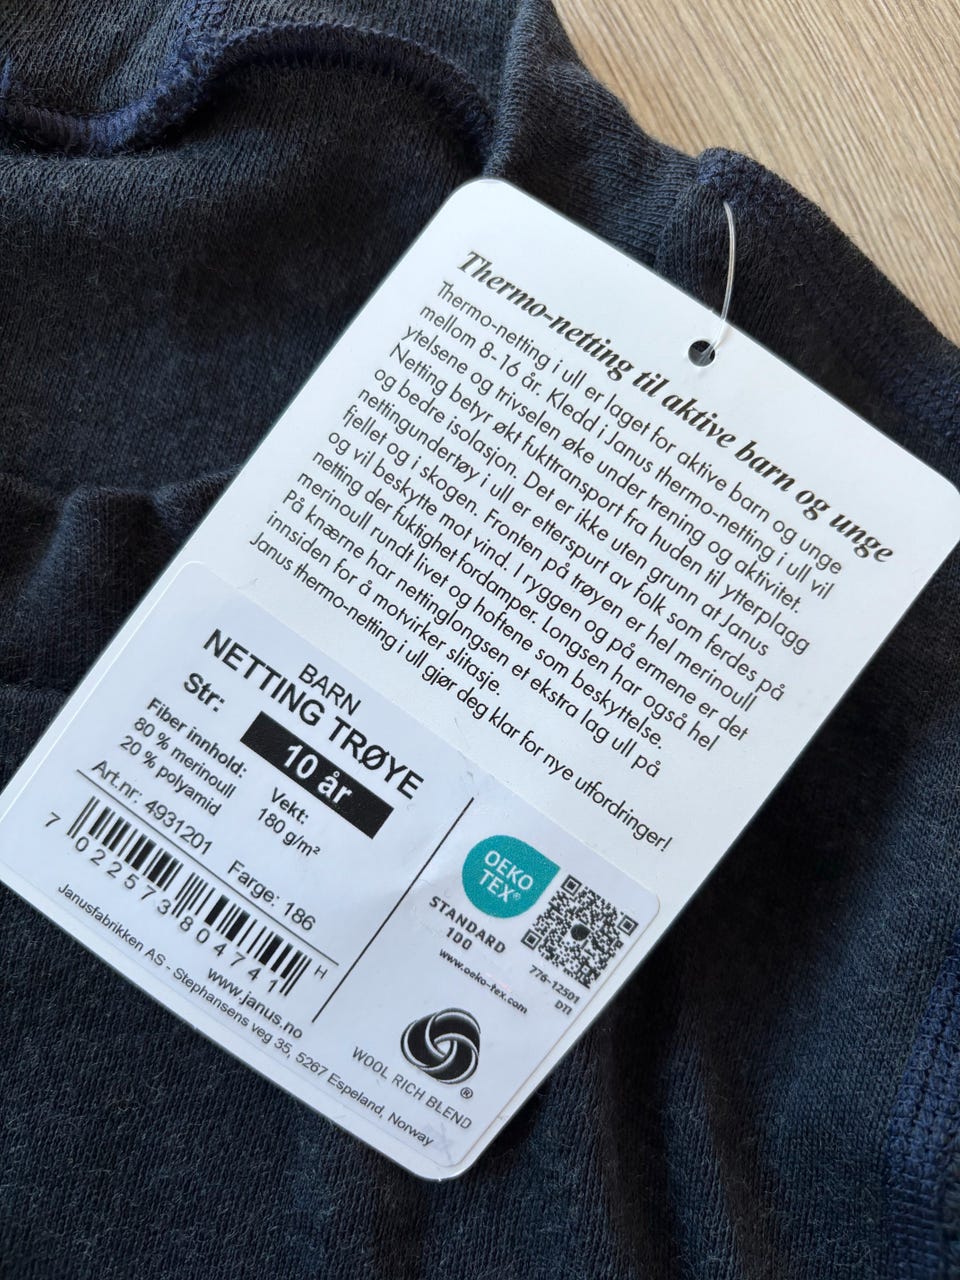 Thermo-netting til aktive barn og unge
Thermo-netting i ull er laget for aktive barn og unge
mellom 8-16 år. Kledd i Janus thermo-netting i ull vil
ytelsene og trivselen øke under trening og aktivitet.
Netting betyr økt fukttransport fra huden til ytterplagg
og bedre isolasjon. Det er ikke uten grunn at Janus
nettingundertøy i ull er etterspurt av folk som ferdes på
fjellet og i skogen. Fronten på trøyen er hel merinoull
og vil beskytte mot vind. I ryggen og på ermene er det
netting der fuktighet fordamper. Longsen har også hel
merinoull rundt livet og hoftene som beskyttelse.
På knærne har nettinglongsen et ekstra lag ull, på
innsiden for å motvirker slitasje.
Janus thermo-netting i ull gjør deg klar for nye utfordringer!
BARN
NETTING TRØYE
Str:
10 år
Fiber innhold:
80 % merinoull
20 % polyamid
Vekt:
180 g/m²
Art.nr: 4931201 Farge: 186
7 022573 804741 H
www.janus.no
Janusfabrikken AS - Stephansens veg 35, 5267 Espeland, Norway
OEKO
TEX®
STANDARD
100
776-12501
DTI
www.oeko-tex.com
®
WOOL RICH BLEND